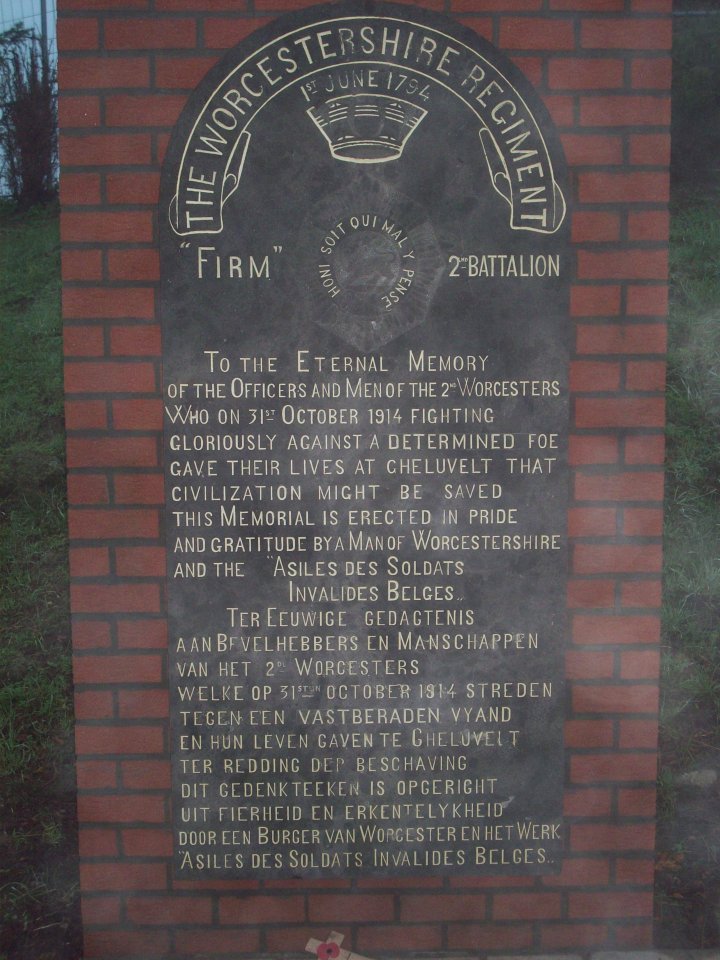 THE WORCESTERSHIRE REGIMENT
1ST JUNE 1794
HONI SOIT QUI MAL Y PENSE
"FIRM"
2ND BATTALION
TO THE ETERNAL MEMORY
OF THE OFFICERS AND MEN OF THE 2ND WORCESTERS
WHO ON 31ST OCTOBER 1914 FIGHTING
GLORIOUSLY AGAINST A DETERMINED FOE
GAVE THEIR LIVES AT GHELUVELT THAT
CIVILIZATION MIGHT BE SAVED
THIS MEMORIAL IS ERECTED IN PRIDE
AND GRATITUDE BY A MAN OF WORCESTERSHIRE
AND THE "ASILES DES SOLDATS
INVALIDES BELGES„
TER EEUWIGE GEDAGTENIS
AAN BEVELHEBBERS EN MANSCHAPPEN
VAN HET 2DE WORCESTERS
WELKE OP 31STEN OCTOBER 1914 STREDEN
TEGEN EEN VASTBERADEN VYAND
EN HUN LEVEN GAVEN TE GHELUVELT
TER REDDING DER BESCHAVING
DIT GEDENKTEEKEN IS OPGERIGHT
UIT FIERHEID EN ERKENTELYKHEID
DOOR EEN BURGER VAN WORCESTER EN HET WERK
"ASILES DES SOLDATS INVALIDES BELGES„